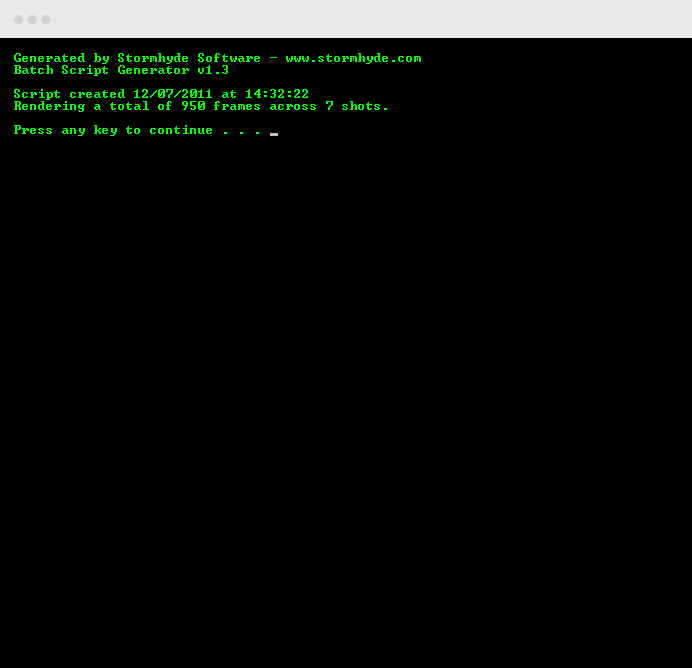 Generated by Stormhyde Software - www.stormhyde.com
Batch Script Generator v1.3
Script created 12/07/2011 at 14:32:22
Rendering a total of 950 frames across 7 shots.
Press any key to continue . . . _